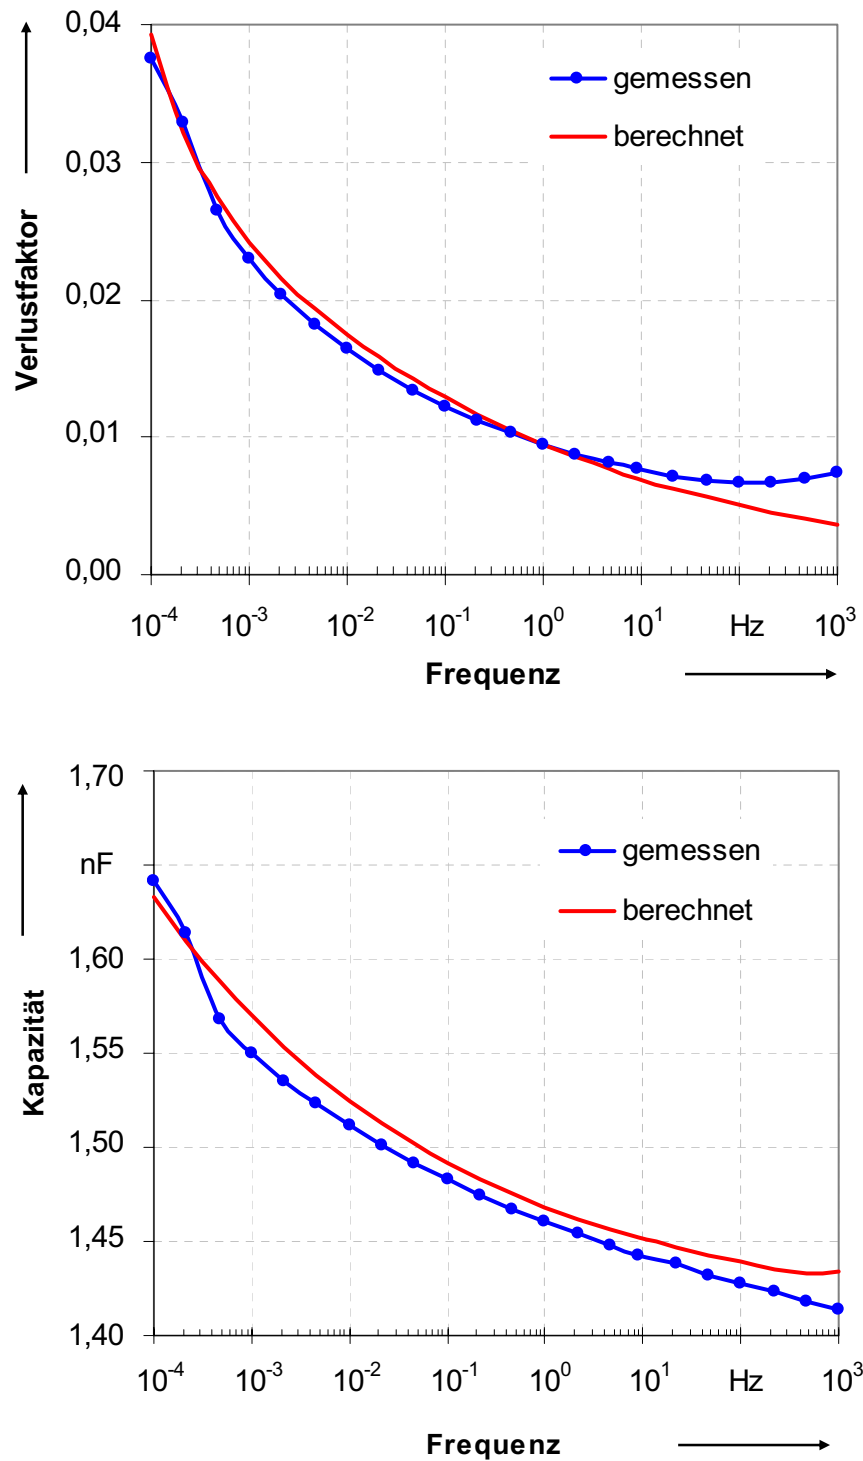 0,04
0,03
0,02
0,01
0,00
Verlustfaktor
gemessen
berechnet
10-4 10-3 10-2 10-1 100 101 Hz 103
Frequenz
1,70
nF
1,60
1,55
1,50
1,45
1,40
Kapazität
gemessen
berechnet
10-4 10-3 10-2 10-1 100 101 Hz 103
Frequenz